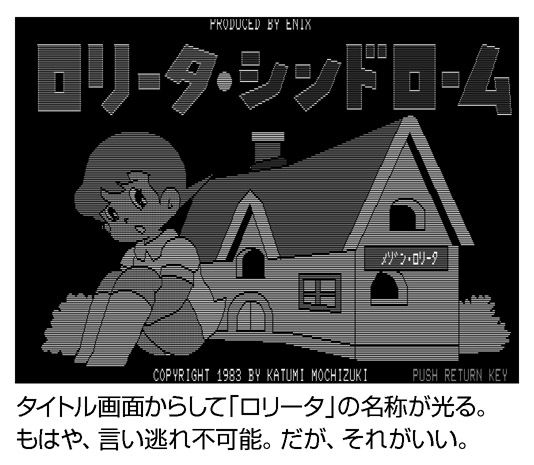 PRODUCED BY ENIX
ロリータ・シンドローム
メゾン・ロリータ
COPYRIGHT 1983 BY KATUMI MOCHIZUKI
PUSH RETURN KEY
タイトル画面からして「ロリータ」の名称が光る。
もはや、言い逃れ不可能。だが、それがいい。